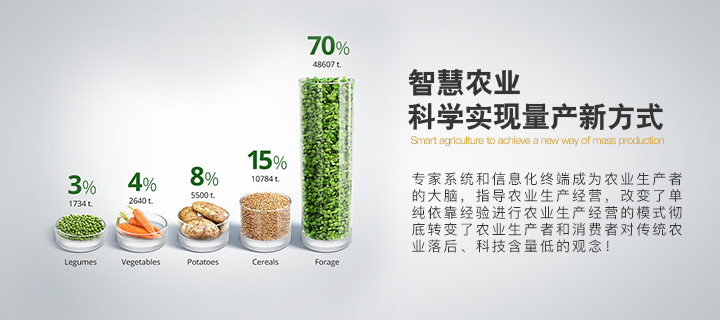 70%
48607 t.
15%
10784 t.
8%
5500 t.
4%
2640 t.
3%
1734 t.
Legumes
Vegetables
Potatoes
Cereals
Forage
智慧农业
科学实现量产新方式
Smart agriculture to achieve a new way of mass production
专家系统和信息化终端成为农业生产者
的大脑，指导农业生产经营，改变了单
纯依靠经验进行农业生产经营的模式彻
底转变了农业生产者和消费者对传统农
业落后、科技含量低的观念！